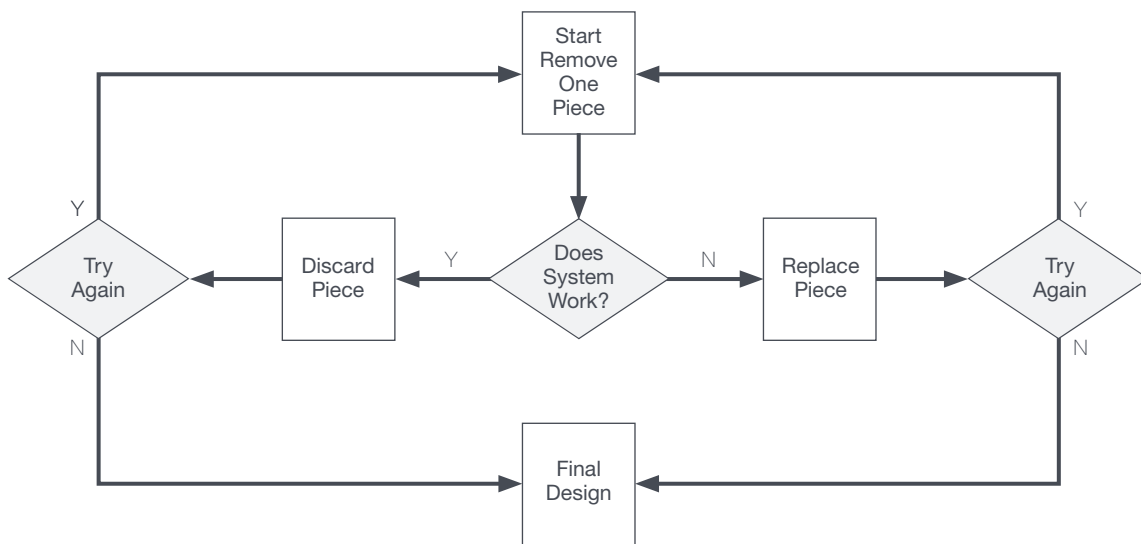 Start
Remove
One
Piece
Y
Y
Try
Again
Discard
Piece
Y
Does
System
Work?
N
Replace
Piece
Try
Again
N
N
Final
Design